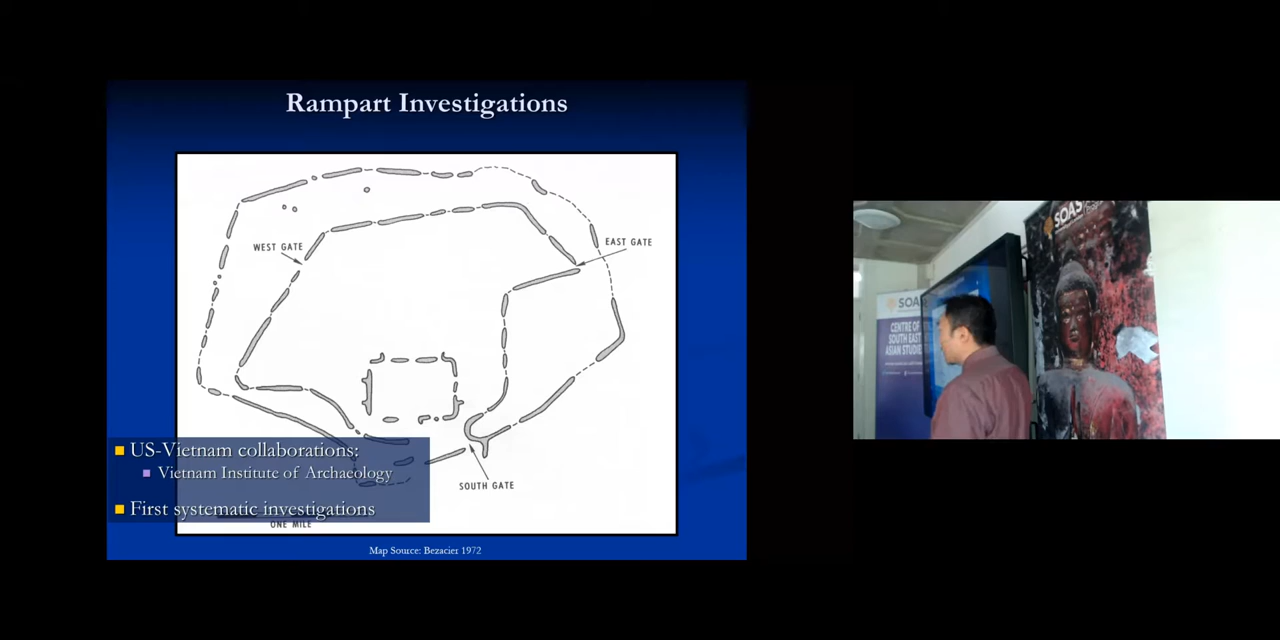 Rampart Investigations
WEST GATE
EAST GATE
SOUTH GATE
US-Vietnam collaborations:
Vietnam Institute of Archaeology
First systematic investigations
ONE MILE
Map Source: Bezacier 1972
SOAS
SOAS
CENTRE OF
SOUTH EAST
ASIAN STUDIES